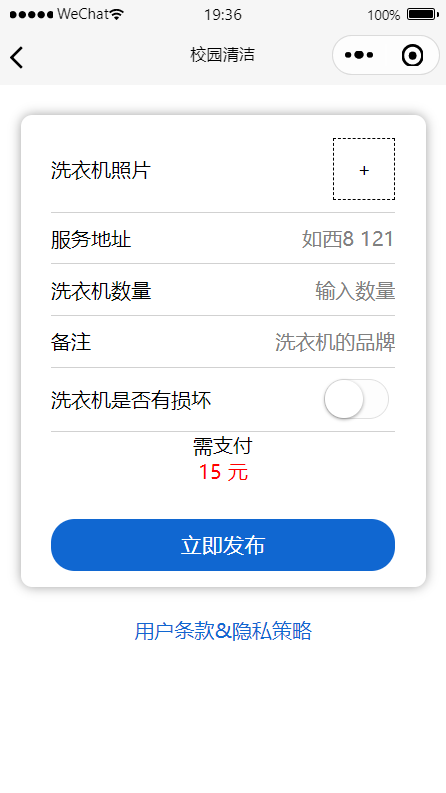 WeChat 19:36 100%
校园清洁
洗衣机照片 +
服务地址 如西8 121
洗衣机数量 输入数量
备注 洗衣机的品牌
洗衣机是否有损坏
需支付
15 元
立即发布
用户条款&隐私策略